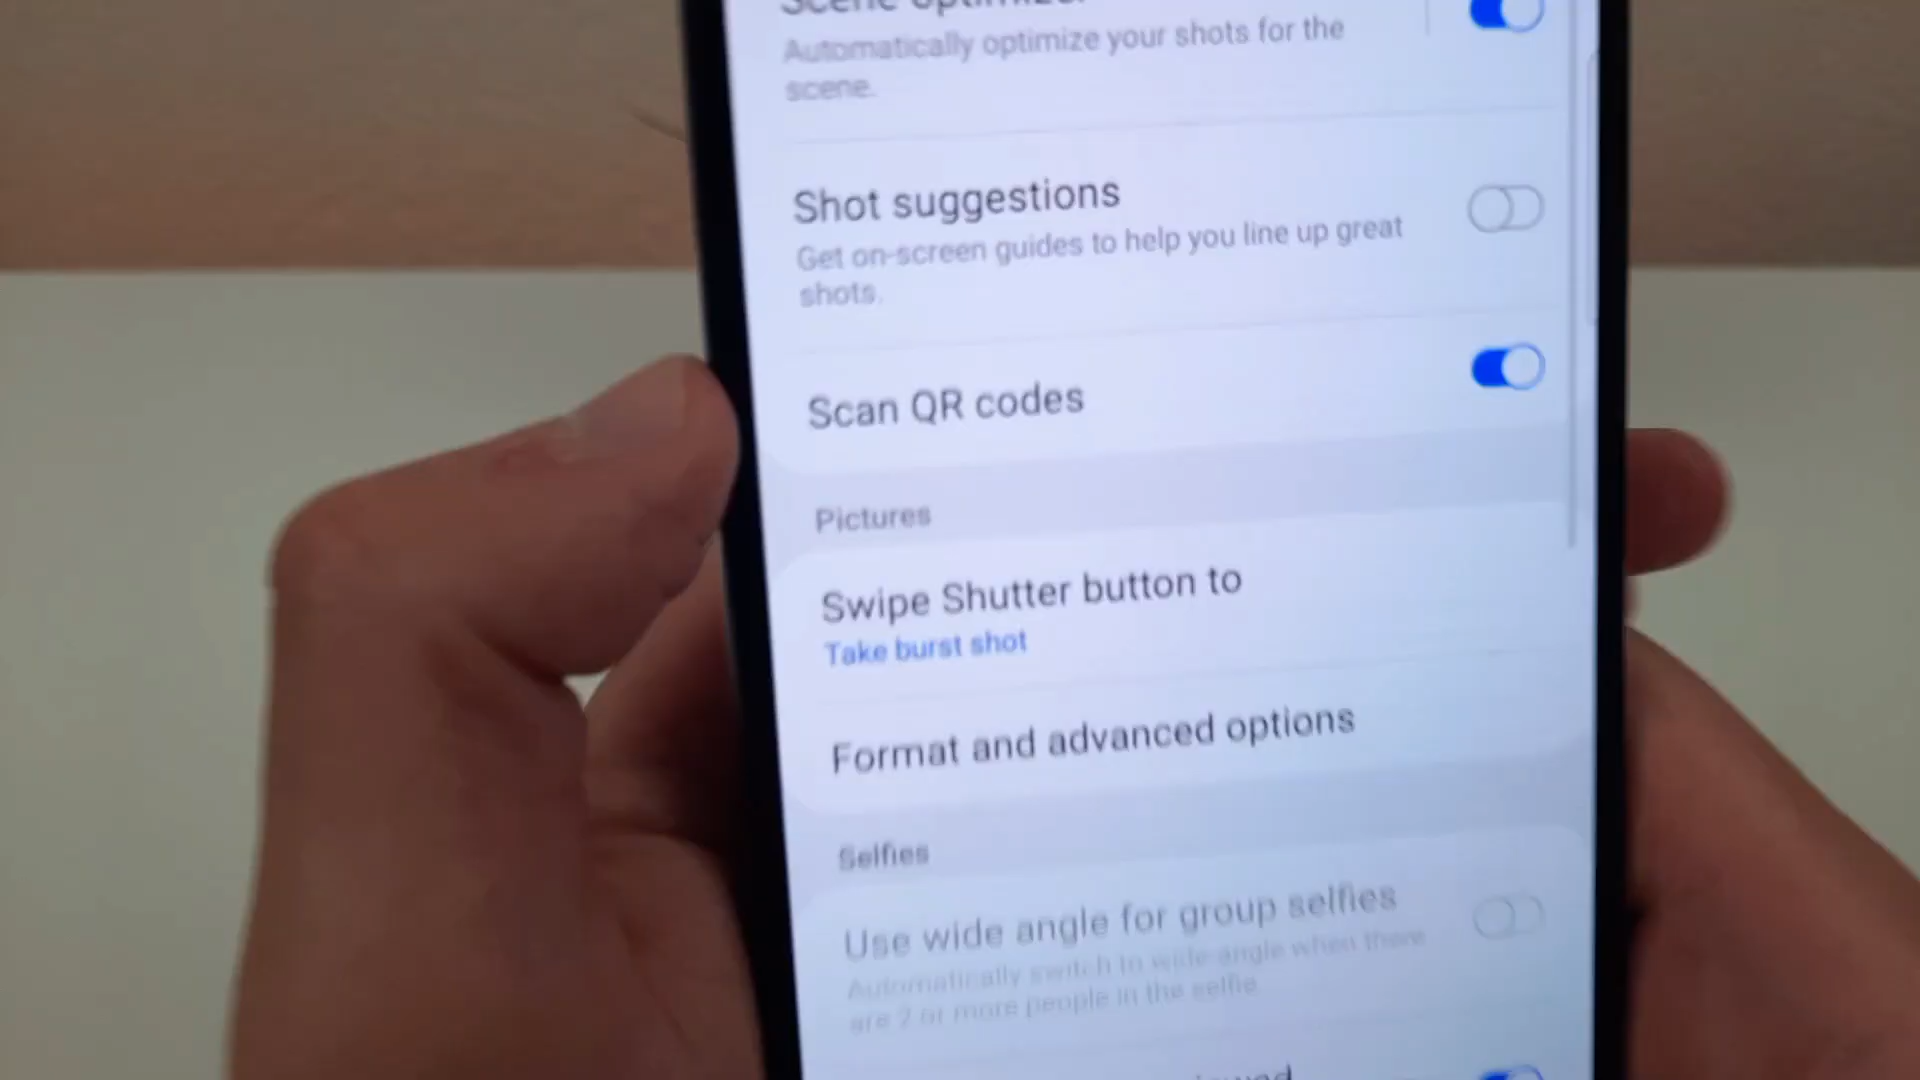 Scene optimizer
Automatically optimize your shots for the
scene.
Shot suggestions
Get on-screen guides to help you line up great
shots.
Scan QR codes
Pictures
Swipe Shutter button to
Take burst shot
Format and advanced options
Selfies
Use wide angle for group selfies
Automatically switch to wide angle when there
are 2 or more people in the selfie.